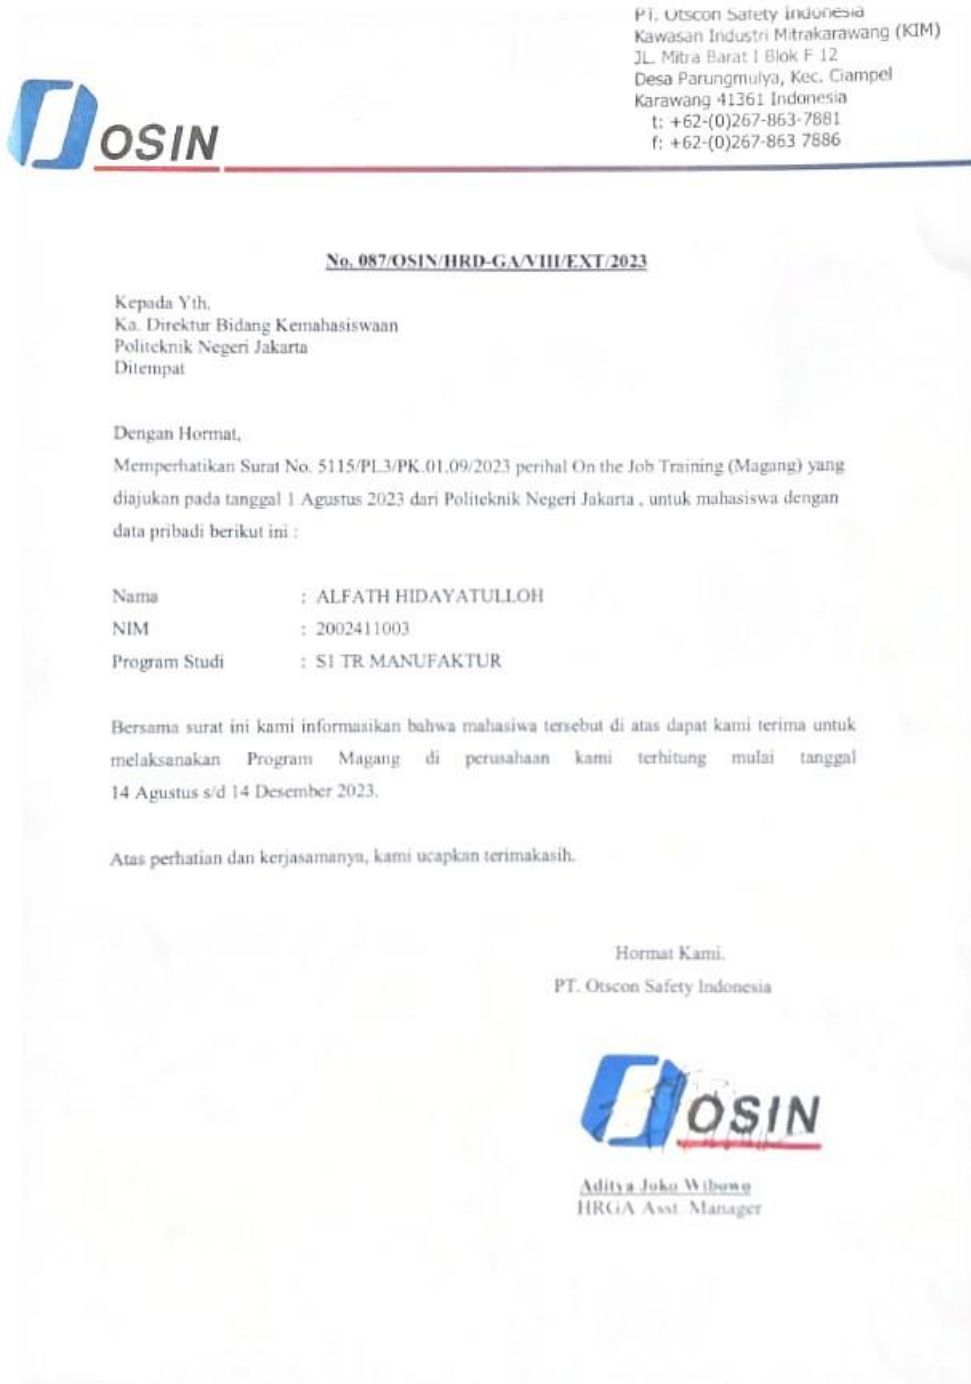 PT. Otscon Safety Indonesia
Kawasan Industri Mitrakarawang (KIM)
JL. Mitra Barat I Blok F 12
Desa Parungmulya, Kec. Ciampel
Karawang 41361 Indonesia
t: +62-(0)267-863-7881
f: +62-(0)267-863 7886
OSIN
No. 087/OSIN/HRD-GA/VIII/EXT/2023
Kepada Yth,
Ka. Direktur Bidang Kemahasiswaan
Politeknik Negeri Jakarta
Ditempat
Dengan Hormat,
Memperhatikan Surat No. 5115/PL3/PK.01.09/2023 perihal On the Job Training (Magang) yang
diajukan pada tanggal 1 Agustus 2023 dari Politeknik Negeri Jakarta , untuk mahasiswa dengan
data pribadi berikut ini :
Nama : ALFATH HIDAYATULLOH
NIM : 2002411003
Program Studi : S1 TR MANUFAKTUR
Bersama surat ini kami informasikan bahwa mahasiwa tersebut di atas dapat kami terima untuk
melaksanakan Program Magang di perusahaan kami terhitung mulai tanggal
14 Agustus s/d 14 Desember 2023.
Atas perhatian dan kerjasamanya, kami ucapkan terimakasih.
Hormat Kami.
PT. Otscon Safety Indonesia
OSIN
Aditya Joko Wibowo
HRGA Asst. Manager